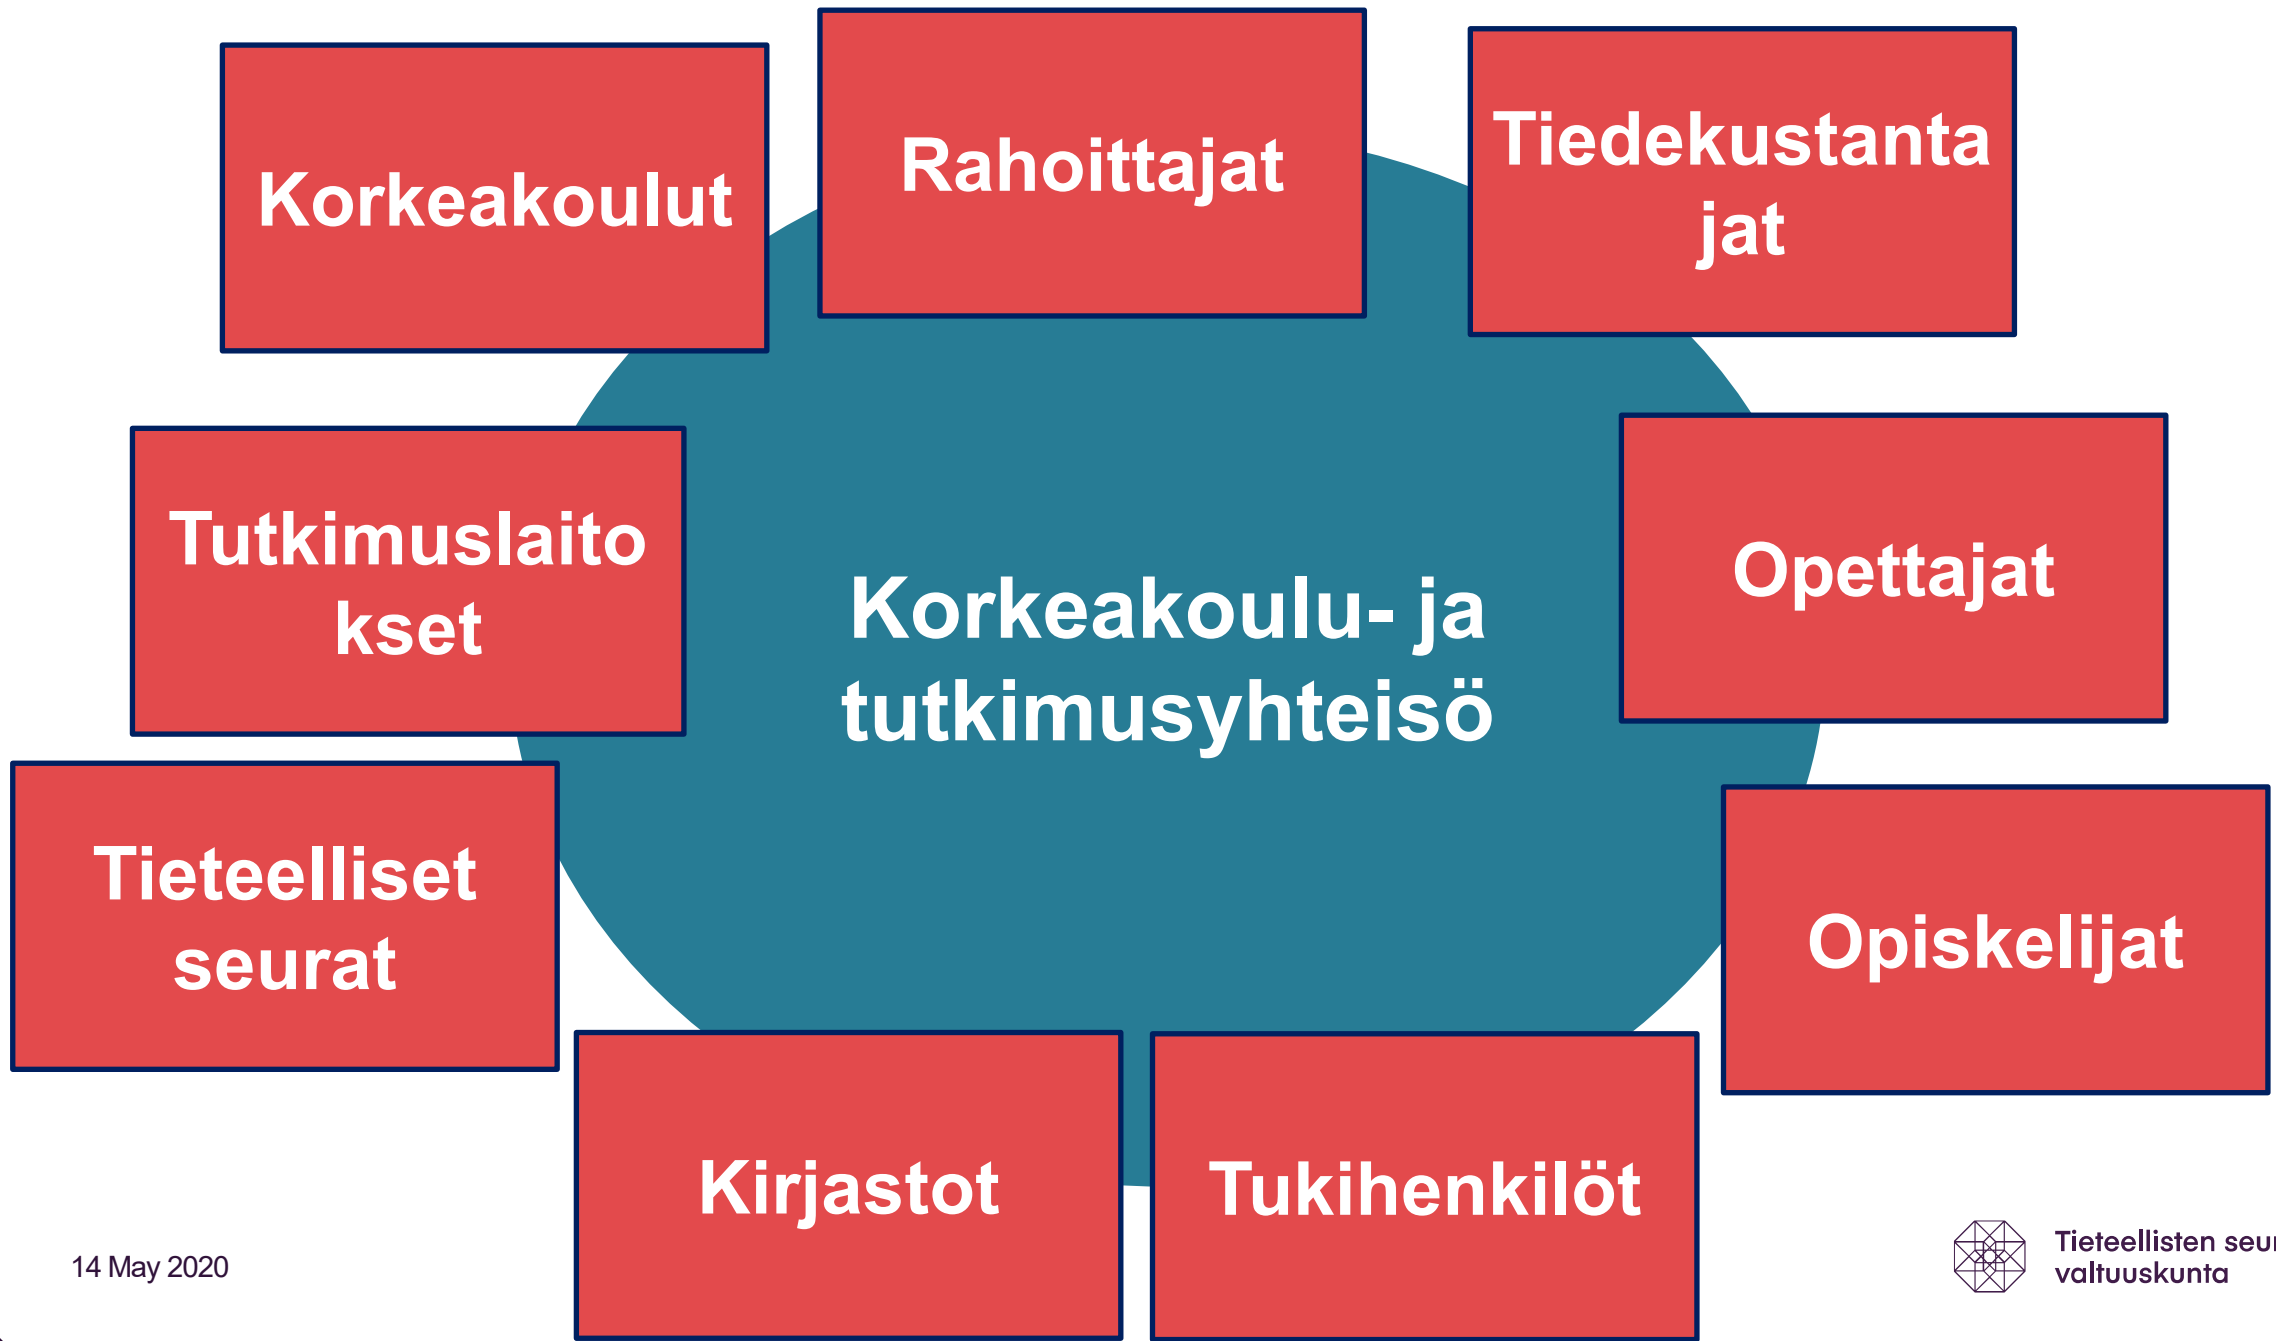 Korkeakoulut
Rahoittajat
Tiedekustanta
jat
Tutkimuslaito
kset
Korkeakoulu- ja
tutkimusyhteisö
Opettajat
Tieteelliset
seurat
Opiskelijat
Kirjastot
Tukihenkilöt
14 May 2020
Tieteellisten
valtuuskunta